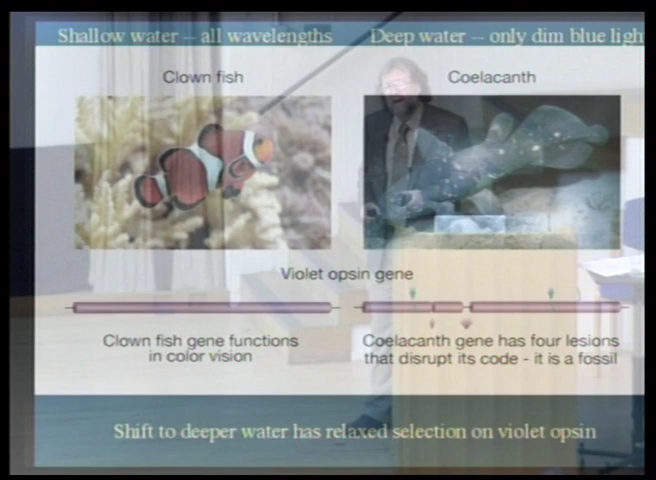 Shallow water -- all wavelengths
Deep water -- only dim blue ligh
Clown fish
Coelacanth
Violet opsin gene
Clown fish gene functions
in color vision
Coelacanth gene has four lesions
that disrupt its code - it is a fossil
Shift to deeper water has relaxed selection on violet opsin